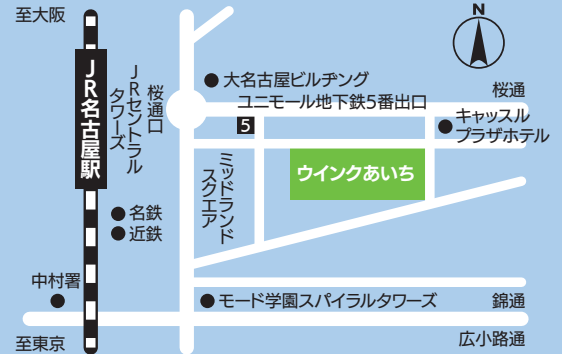 至大阪
N
JR名古屋駅
JRセントラル
タワーズ
桜通口
大名古屋ビルヂング
ユニモール地下鉄5番出口
5
桜通
キャッスル
プラザホテル
ミッドランド
スクエア
ウインクあいち
名鉄
近鉄
中村署
モード学園スパイラルタワーズ
錦通
至東京
広小路通